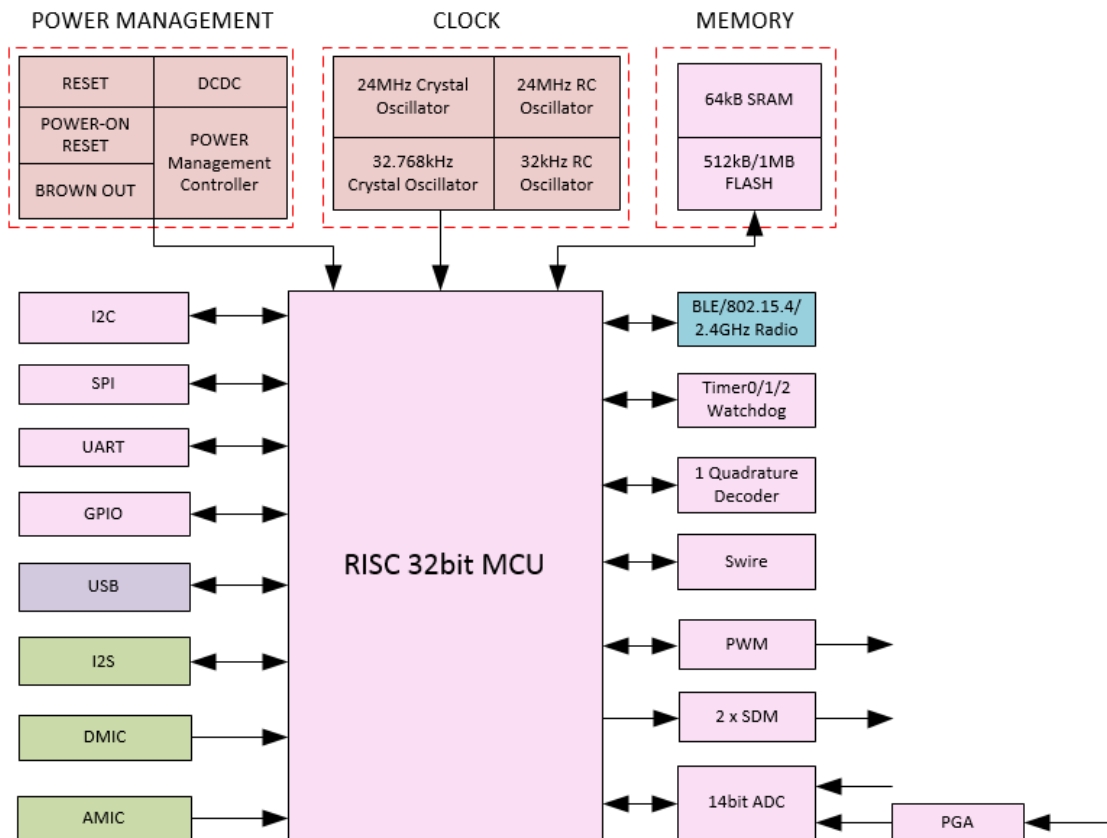 POWER MANAGEMENT
CLOCK
MEMORY
RESET
DCDC
POWER-ON
RESET
BROWN OUT
POWER
Management
Controller
24MHz Crystal
Oscillator
24MHz RC
Oscillator
32.768kHz
Crystal Oscillator
32kHz RC
Oscillator
64kB SRAM
512kB/1MB
FLASH
I2C
SPI
UART
GPIO
USB
I2S
DMIC
AMIC
RISC 32bit MCU
BLE/802.15.4/
2.4GHz Radio
Timer0/1/2
Watchdog
1 Quadrature
Decoder
Swire
PWM
2 x SDM
14bit ADC
PGA